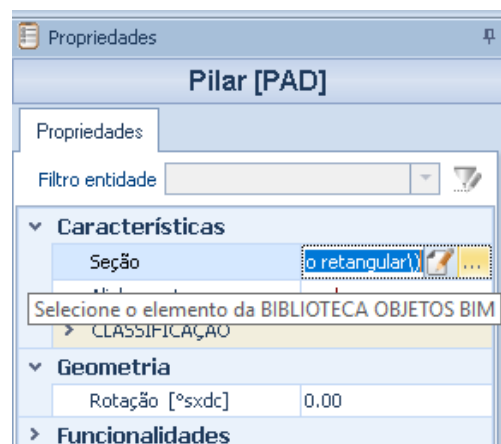 Propriedades
Pilar [PAD]
Propriedades
Filtro entidade
Características
Seção o retangular\) ...
Selecione o elemento da BIBLIOTECA OBJETOS BIM
CLASSIFICAÇÃO
Geometria
Rotação [°sxdc] 0.00
Funcionalidades